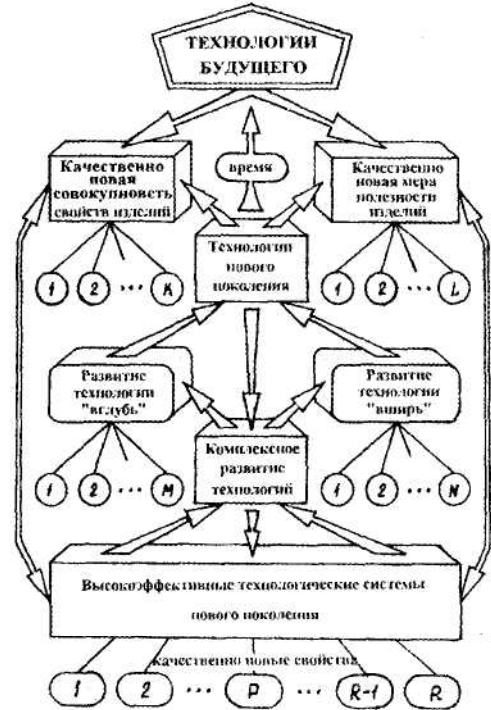 ТЕХНОЛОГИИ
БУДУЩЕГО
Качественно
новая
совокупность
свойств изделий
время
Качественно
новая мера
полезности
изделий
Технологии
нового
поколения
1 2 ... K
1 2 ... L
Развитие
технологии
"вглубь"
Развитие
технологии
"вширь"
Комплексное
развитие
технологий
1 2 ... M
1 2 ... N
Высокоэффективные технологические системы
нового поколения
качественно новые свойства
1 2 ... P ... R-1 R